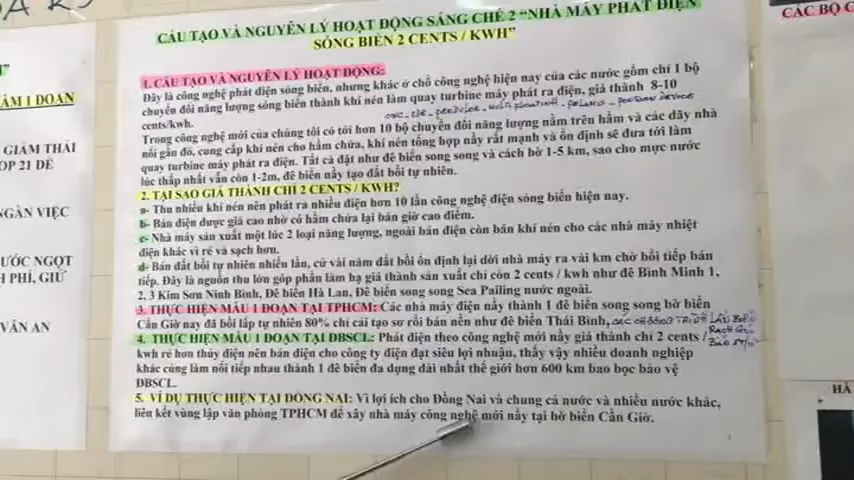 CẤU TẠO VÀ NGUYÊN LÝ HOẠT ĐỘNG SÁNG CHẾ 2 "NHÀ MÁY PHÁT ĐIỆN
SÓNG BIỂN 2 CENTS / KWH"
1. CẤU TẠO VÀ NGUYÊN LÝ HOẠT ĐỘNG:
Đây là công nghệ phát điện sóng biển, nhưng khác ở chổ công nghệ hiện nay của các nước gồm chỉ 1 bộ
chuyển đổi năng lượng sóng biển thành khí nén làm quay turbine máy phát ra điện, giá thành 8-10
cents/kwh.
Trong công nghệ mới của chúng tôi có tới hơn 10 bộ chuyển đổi năng lượng nằm trên hầm và các dãy nhà
nổi gần đó, cung cấp khí nén cho hầm chứa, khí nén tổng hợp nầy rất mạnh và ổn định sẽ đưa tới làm
quay turbine máy phát ra điện. Tất cả đặt như đê biển song song và cách bờ 1-5 km, sao cho mực nước
lúc thấp nhất vẫn còn 1-2m, đê biển nầy tạo đất bồi tự nhiên.
2. TẠI SAO GIÁ THÀNH CHỈ 2 CENTS / KWH?
a- Thu nhiều khí nén nên phát ra nhiều điện hơn 10 lần công nghệ điện sóng biển hiện nay.
b- Bán điện được giá cao nhờ có hầm chứa lại bán giờ cao điểm.
c- Nhà máy sản xuất một lúc 2 loại năng lượng, ngoài bán điện còn bán khí nén cho các nhà máy nhiệt
điện khác vì rẻ và sạch hơn.
d- Bán đất bồi tự nhiên nhiều lần, cứ vài năm đất bồi ổn định lại dời nhà máy ra vài km chờ bồi tiếp bán
tiếp. Đây là nguồn thu lớn góp phần làm hạ giá thành sản xuất chỉ còn 2 cents / kwh như đê Bình Minh 1,
2, 3 Kim Sơn Ninh Bình, Đê biển Hà Lan, Đê biển song song Sea Pailing nước ngoài.
3. THỰC HIỆN MẪU 1 ĐOẠN TẠI TPHCM: Các nhà máy điện nầy thành 1 đê biển song song bờ biển
Cần Giờ nay đã bồi lấp tự nhiên 80% chỉ cải tạo sơ rồi bán nền như đê biển Thái Bình,
4. THỰC HIỆN MẪU 1 ĐOẠN TẠI ĐBSCL: Phát điện theo công nghệ mới nầy giá thành chỉ 2 cents /
kwh rẻ hơn thủy điện nên bán điện cho công ty điện đạt siêu lợi nhuận, thấy vậy nhiều doanh nghiệp
khác cùng làm nối tiếp nhau thành 1 đê biển đa dụng dài nhất thế giới hơn 600 km bao bọc bảo vệ
ĐBSCL.
5. VÍ DỤ THỰC HIỆN TẠI ĐỒNG NAI: Vì lợi ích cho Đồng Nai và chung cả nước và nhiều nước khác,
liên kết vùng lập văn phòng TPHCM để xây nhà máy công nghệ mới nầy tại bờ biển Cần Giờ.
ẪM 1 ĐOẠN
GIẢM THẢI
OP 21 ĐỂ
NGÀN VIỆC
ƯỚC NGỌT
PHÍ, GIỮ
VĂN AN
CÁC BỘ